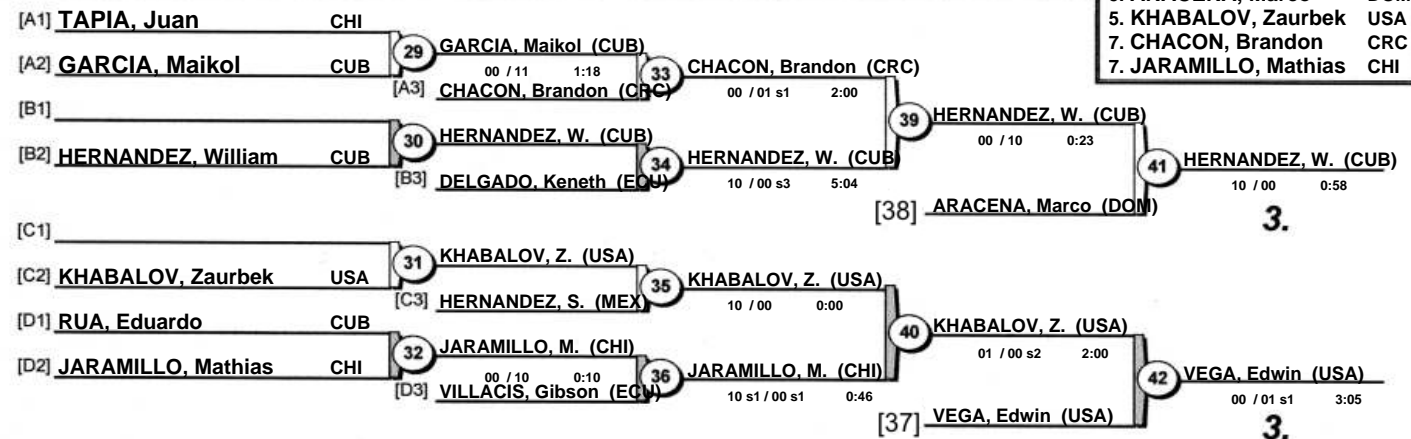 5. KHABALOV, Zaurbek USA
7. CHACON, Brandon CRC
7. JARAMILLO, Mathias CHI
[A1] TAPIA, Juan CHI
29 GARCIA, Maikol (CUB)
[A2] GARCIA, Maikol CUB
00 / 11 1:18
33 CHACON, Brandon (CRC)
[A3] CHACON, Brandon (CRC)
00 / 01 s1 2:00
[B1]
39 HERNANDEZ, W. (CUB)
30 HERNANDEZ, W. (CUB)
00 / 10 0:23
[B2] HERNANDEZ, William CUB
34 HERNANDEZ, W. (CUB)
41 HERNANDEZ, W. (CUB)
[B3] DELGADO, Keneth (ECU)
10 / 00 s3 5:04
10 / 00 0:58
[38] ARACENA, Marco (DOM)
3.
[C1]
31 KHABALOV, Z. (USA)
[C2] KHABALOV, Zaurbek USA
35 KHABALOV, Z. (USA)
[C3] HERNANDEZ, S. (MEX)
10 / 00 0:00
[D1] RUA, Eduardo CUB
40 KHABALOV, Z. (USA)
32 JARAMILLO, M. (CHI)
01 / 00 s2 2:00
[D2] JARAMILLO, Mathias CHI
00 / 10 0:10
36 JARAMILLO, M. (CHI)
42 VEGA, Edwin (USA)
[D3] VILLACIS, Gibson (ECU)
10 s1 / 00 s1 0:46
00 / 01 s1 3:05
[37] VEGA, Edwin (USA)
3.